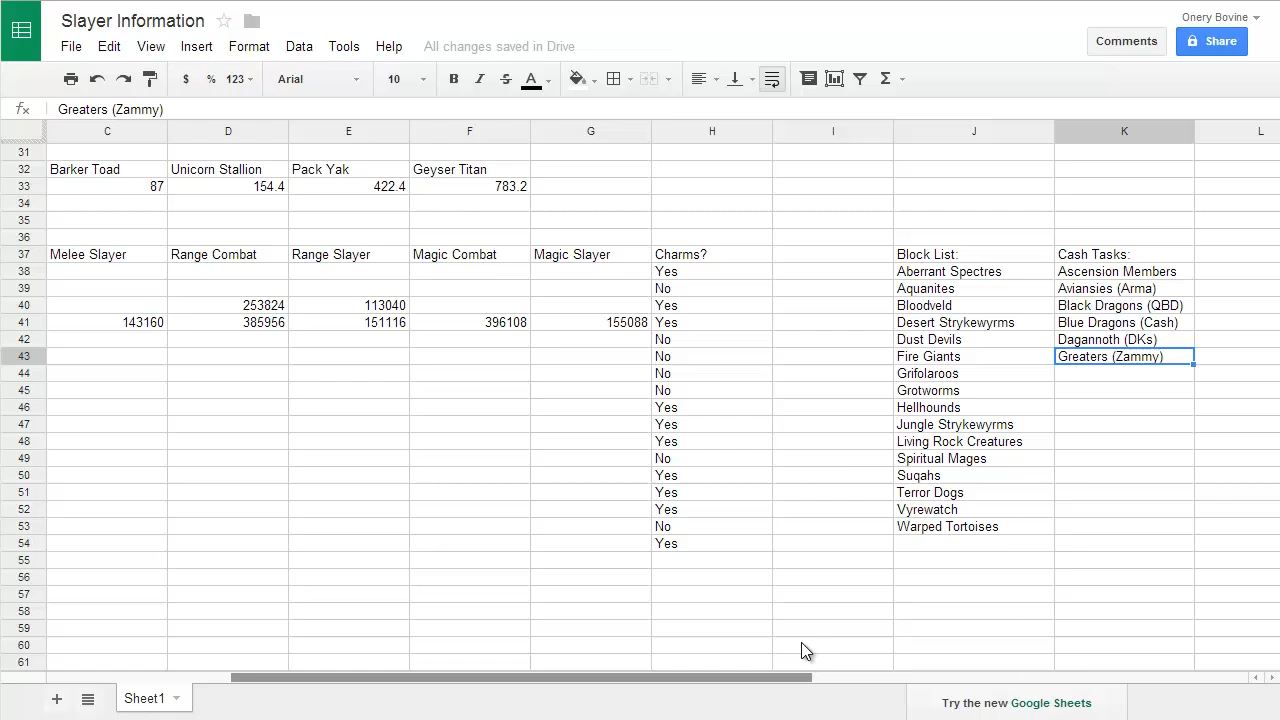 Slayer Information
Onery Bovine
File Edit View Insert Format Data Tools Help All changes saved in Drive
Comments Share
$ % 123 Arial 10 B I S A Σ
fx Greaters (Zammy)
C D E F G H I J K L
31
32 Barker Toad Unicorn Stallion Pack Yak Geyser Titan
33 87 154.4 422.4 783.2
34
35
36
37 Melee Slayer Range Combat Range Slayer Magic Combat Magic Slayer Charms? Block List: Cash Tasks:
38 Yes Aberrant Spectres Ascension Members
39 No Aquanites Aviansies (Arma)
40 253824 113040 Yes Bloodveld Black Dragons (QBD)
41 143160 385956 151116 396108 155088 Yes Desert Strykewyrms Blue Dragons (Cash)
42 No Dust Devils Dagannoth (DKs)
43 No Fire Giants Greaters (Zammy)
44 No Grifolaroos
45 No Grotworms
46 Yes Hellhounds
47 Yes Jungle Strykewyrms
48 Yes Living Rock Creatures
49 No Spiritual Mages
50 Yes Suqahs
51 Yes Terror Dogs
52 Yes Vyrewatch
53 No Warped Tortoises
54 Yes
55
56
57
58
59
60
61
+ Sheet1 Try the new Google Sheets